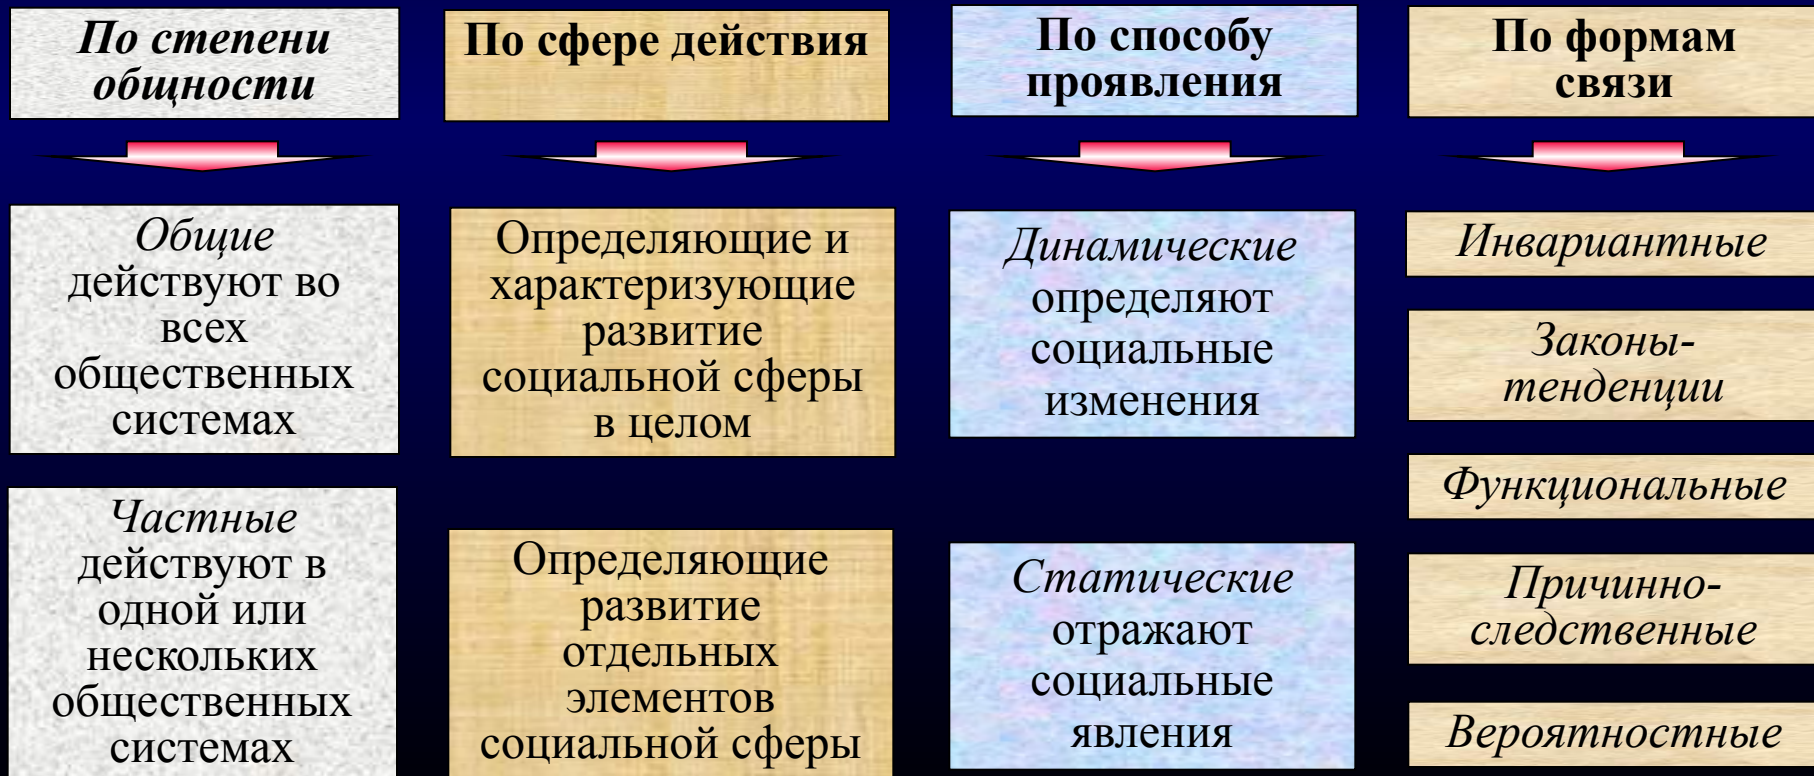 По степени
общности
По сфере действия
По способу
проявления
По формам
связи
Общие
действуют во
всех
общественных
системах
Частные
действуют в
одной или
нескольких
общественных
системах
Определяющие и
характеризующие
развитие
социальной сферы
в целом
Определяющие
развитие
отдельных
элементов
социальной сферы
Динамические
определяют
социальные
изменения
Статические
отражают
социальные
явления
Инвариантные
Законы-
тенденции
Функциональные
Причинно-
следственные
Вероятностные